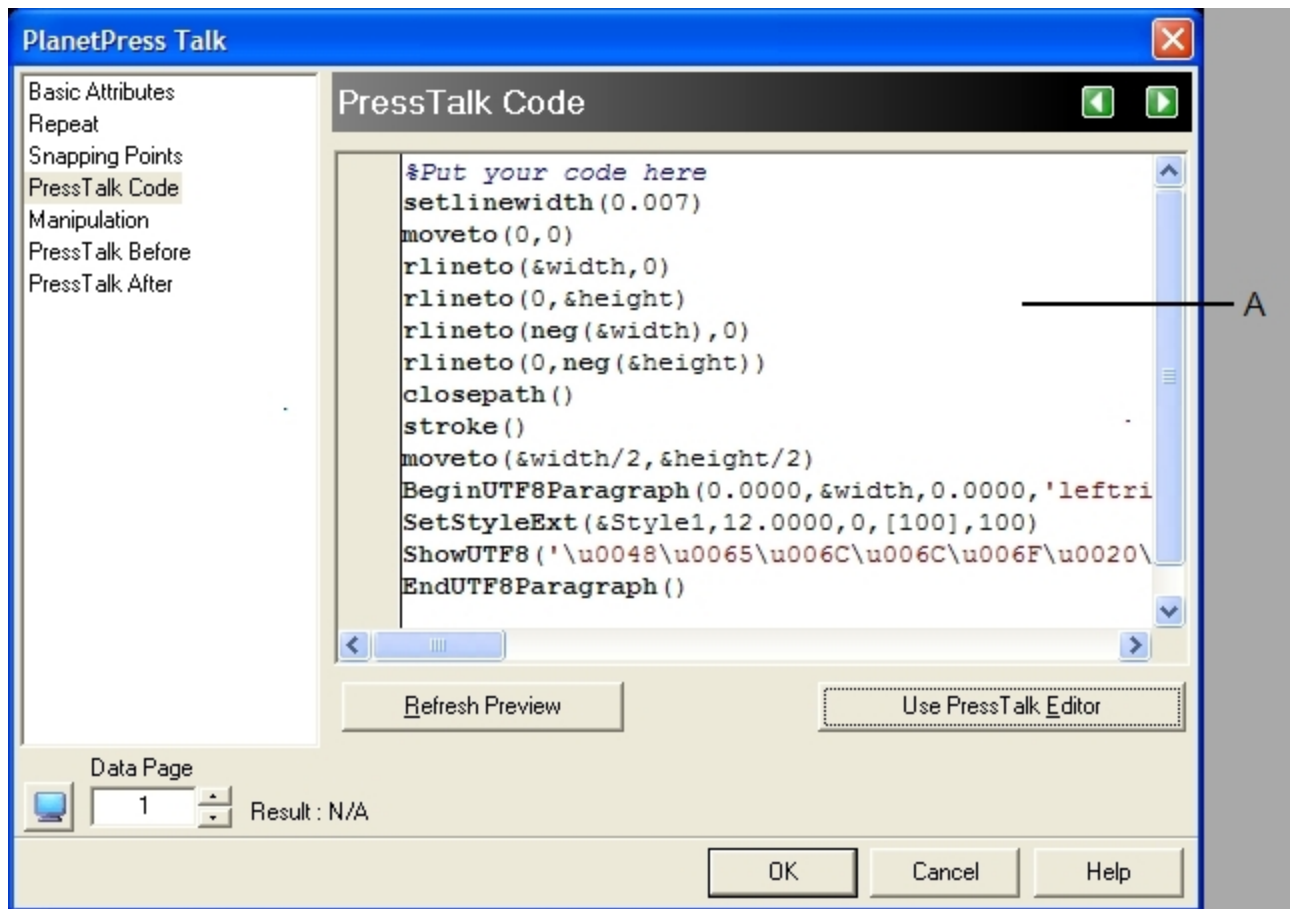 PlanetPress Talk
Basic Attributes
Repeat
Snapping Points
PressTalk Code
Manipulation
PressTalk Before
PressTalk After
PressTalk Code
%Put your code here
setlinewidth(0.007)
moveto(0,0)
rlineto(&width,0)
rlineto(0,&height)
rlineto(neg(&width),0)
rlineto(0,neg(&height))
closepath()
stroke()
moveto(&width/2,&height/2)
BeginUTF8Paragraph(0.0000,&width,0.0000,'leftri
SetStyleExt(&Style1,12.0000,0,[100],100)
ShowUTF8('\u0048\u0065\u006C\u006C\u006F\u0020\
EndUTF8Paragraph()
A
Refresh Preview
Use PressTalk Editor
Data Page
1
Result : N/A
OK
Cancel
Help